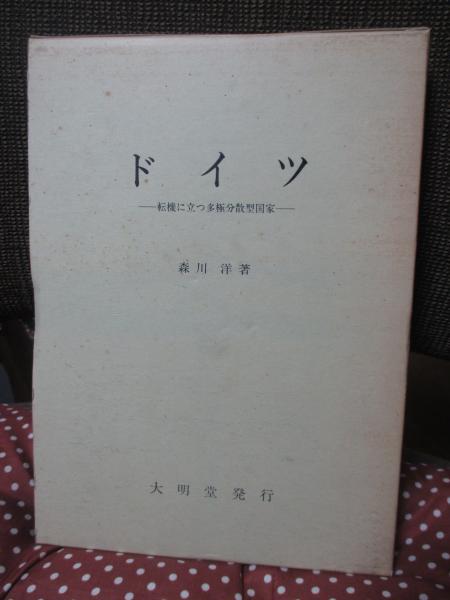 ドイツ
──転機に立つ多極分散型国家──
森川 洋 著
大明堂発行